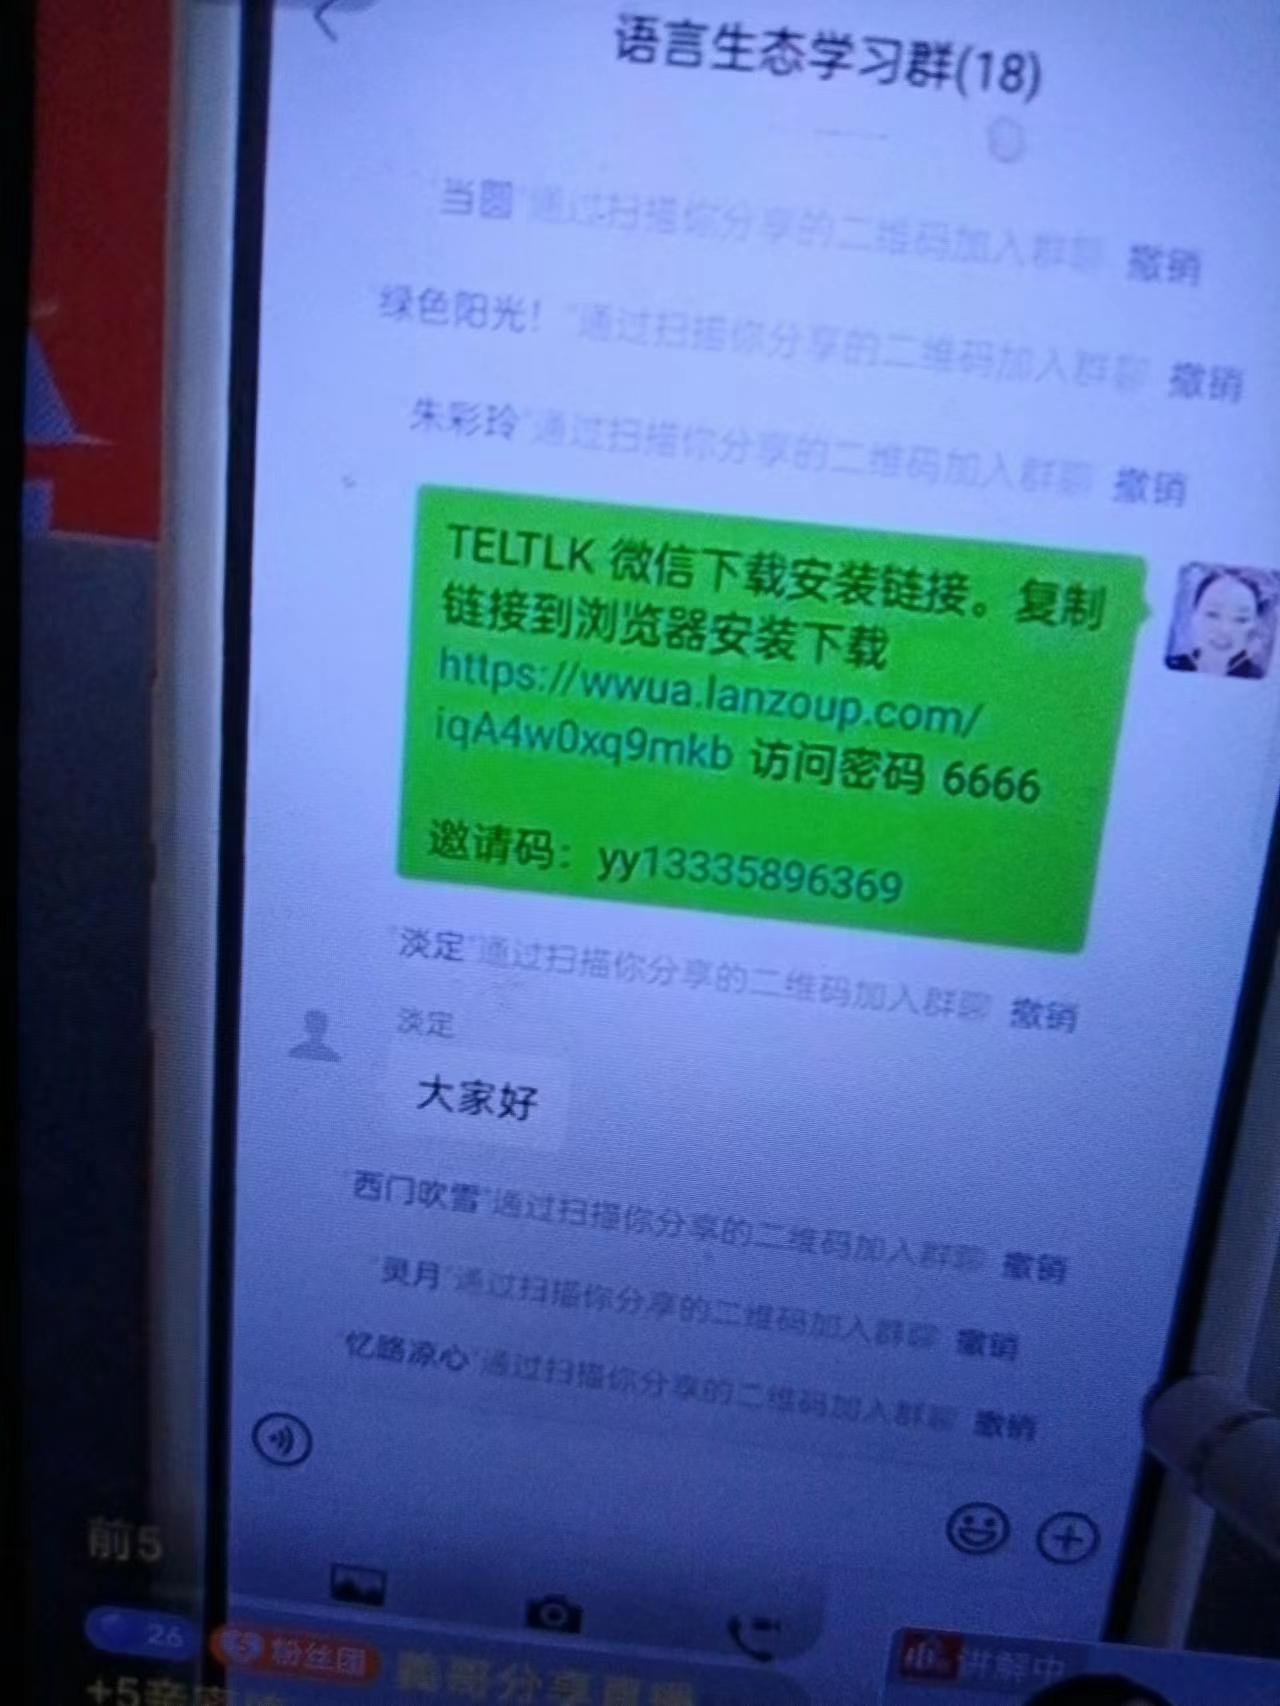 语言生态学习群(18)
当圆"通过扫描你分享的二维码加入群聊 撤销
绿色阳光！"通过扫描你分享的二维码加入群聊 撤销
朱彩玲"通过扫描你分享的二维码加入群聊 撤销
TELTLK 微信下载安装链接。复制
链接到浏览器安装下载
https://wwua.lanzoup.com/
iqA4w0xq9mkb 访问密码 6666
邀请码：yy13335896369
"淡定"通过扫描你分享的二维码加入群聊 撤销
淡定
大家好
"西门吹雪"通过扫描你分享的二维码加入群聊 撤销
"灵月"通过扫描你分享的二维码加入群聊 撤销
通过扫描你分享的二维码加入群聊 撤销
前5
26 粉丝团 哥分享直播
讲解中
+5亲密